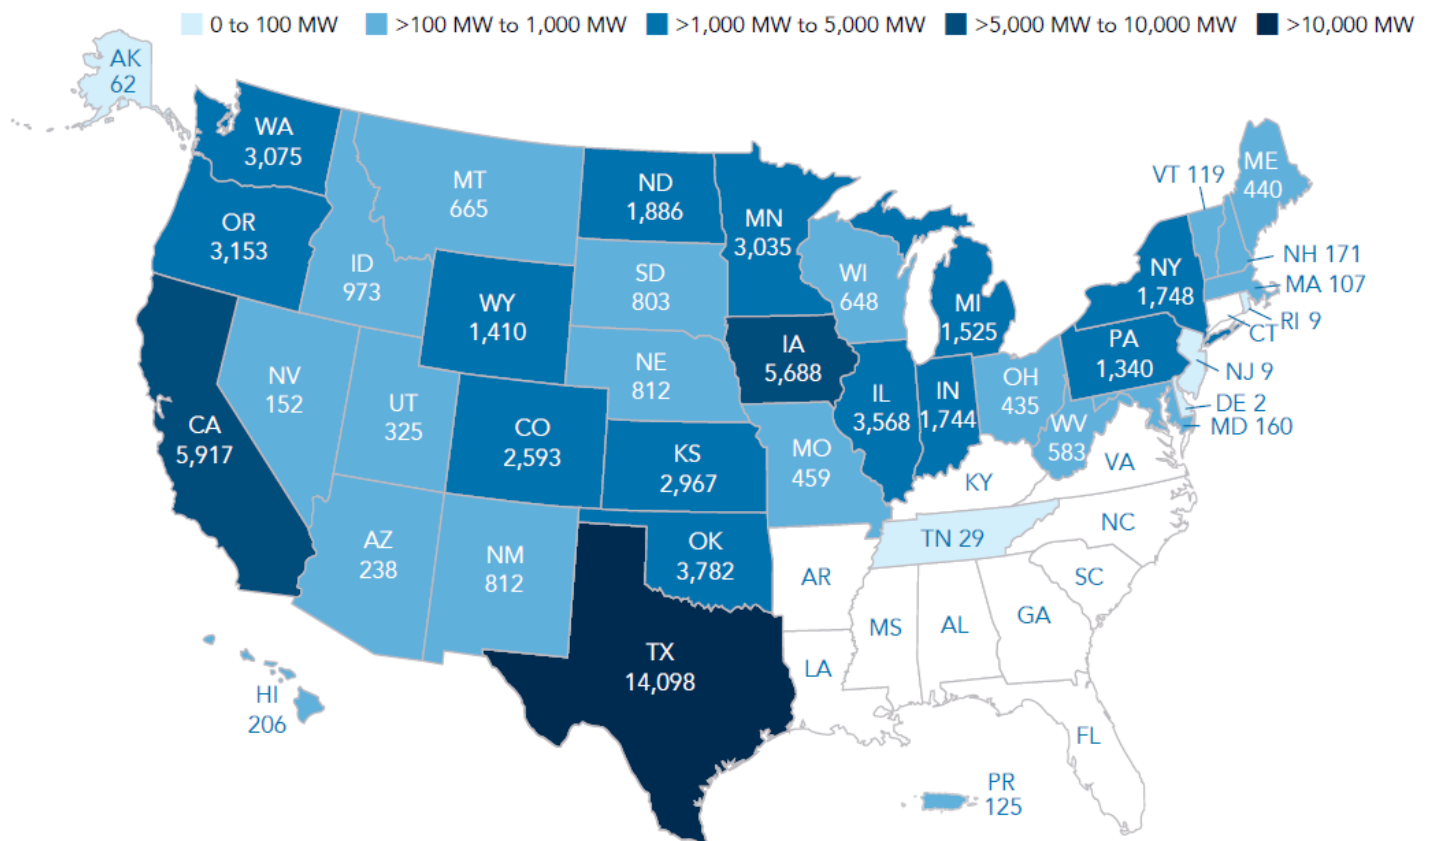 0 to 100 MW >100 MW to 1,000 MW >1,000 MW to 5,000 MW >5,000 MW to 10,000 MW >10,000 MW
AK
62
WA
3,075
MT
665
ND
1,886
MN
3,035
VT 119
ME
440
OR
3,153
ID
973
SD
803
WI
648
NY
1,748
NH 171
MA 107
RI 9
CT
WY
1,410
MI
1,525
IA
5,688
PA
1,340
NJ 9
DE 2
MD 160
NE
812
NV
152
UT
325
IL
3,568
IN
1,744
OH
435
WV
583
CA
5,917
CO
2,593
KS
2,967
MO
459
VA
KY
AZ
238
NM
812
OK
3,782
TN 29
NC
AR
SC
MS
AL
GA
TX
14,098
LA
HI
206
FL
PR
125